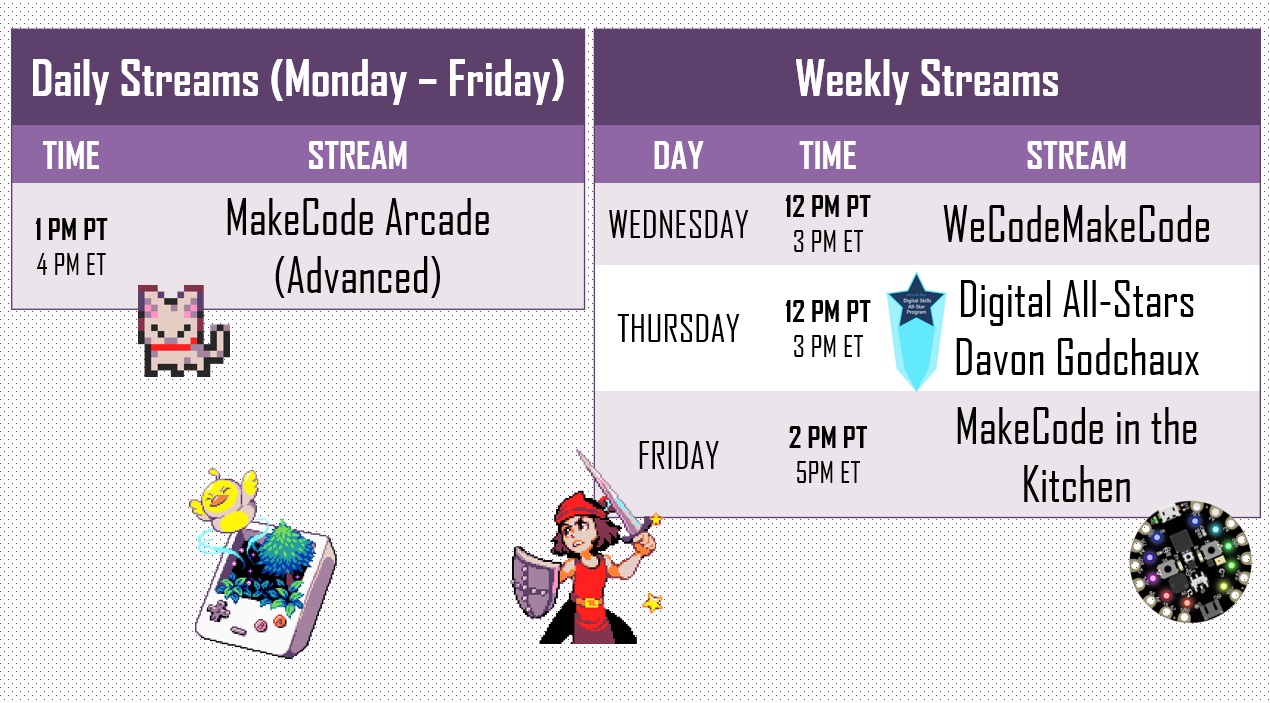 Daily Streams (Monday – Friday)
TIME STREAM
1 PM PT
4 PM ET
MakeCode Arcade
(Advanced)
Weekly Streams
DAY TIME STREAM
WEDNESDAY
12 PM PT
3 PM ET
WeCodeMakeCode
THURSDAY
12 PM PT
3 PM ET
Digital Skills
All-Star
Program
Digital All-Stars
Davon Godchaux
FRIDAY
2 PM PT
5PM ET
MakeCode in the
Kitchen